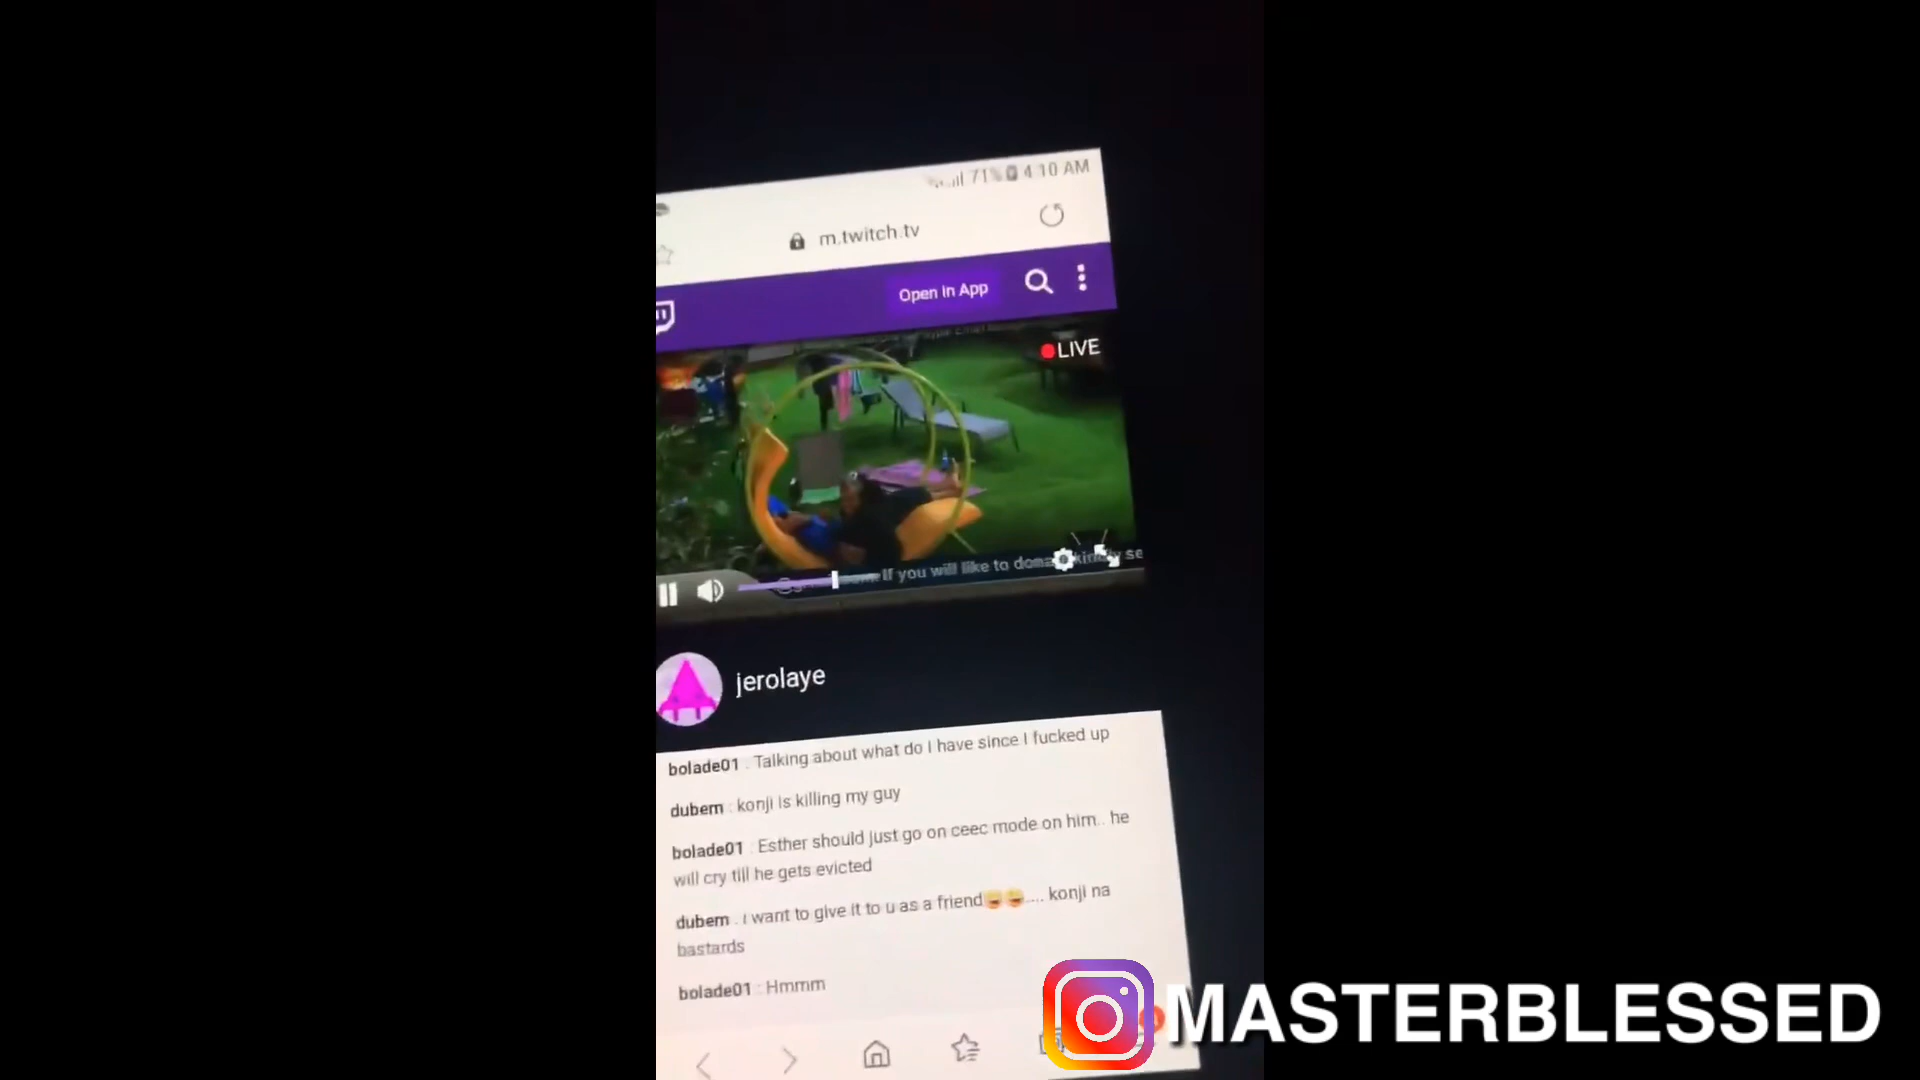 71% 4:10 AM
m.twitch.tv
Open in App
LIVE
If you will like to
jerolaye
bolade01 : Talking about what do I have since I fucked up
dubem : konji is killing my guy
bolade01 : Esther should just go on ceec mode on him.. he
will cry till he gets evicted
dubem : I want to give it to u as a friend😂😂.... konji na
bastards
bolade01 : Hmmm
MASTERBLESSED